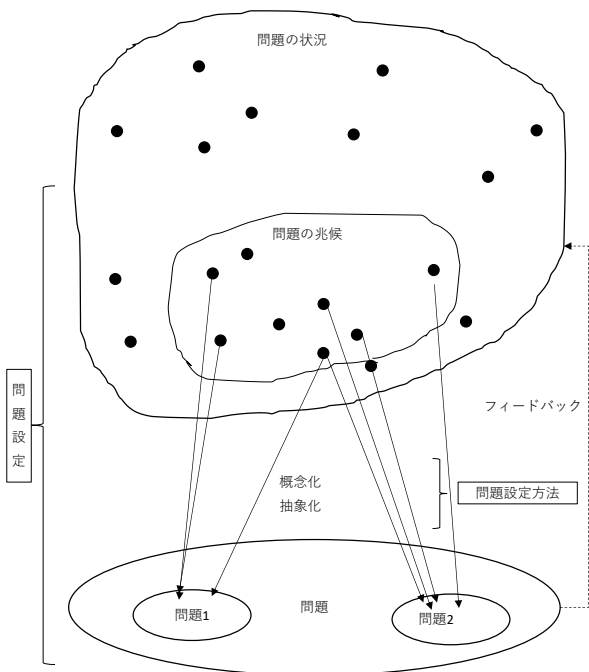 問題の状況
問題の兆候
フィードバック
問題設定
概念化
抽象化
問題設定方法
問題1
問題
問題2